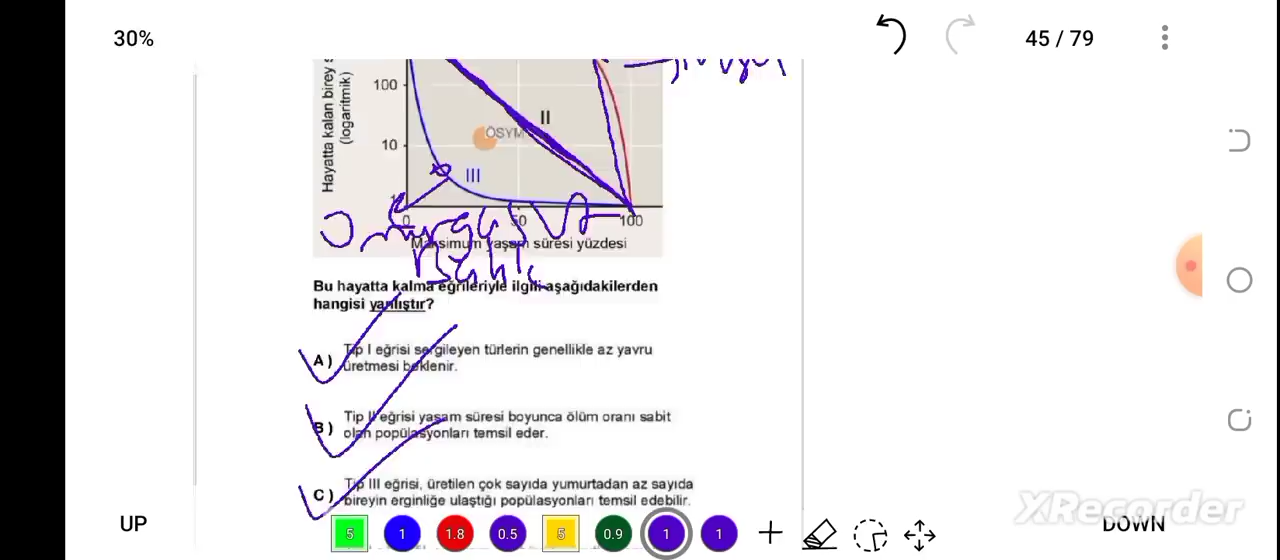 30%
45 / 79
Hayatta kalan birey s
(logaritmik)
100
10
1
ÖSYM
II
III
0
50
100
Maksimum yaşam süresi yüzdesi
Bu hayatta kalma eğrileriyle ilgili aşağıdakilerden
hangisi yanlıştır?
A) Tip I eğrisi sergileyen türlerin genellikle az yavru
üretmesi beklenir.
B) Tip II eğrisi yaşam süresi boyunca ölüm oranı sabit
olan popülasyonları temsil eder.
C) Tip III eğrisi, üretilen çok sayıda yumurtadan az sayıda
bireyin erginliğe ulaştığı popülasyonları temsil edebilir.
UP
5
1
1.8
0.5
5
0.9
1
1
DOWN
XRecorder